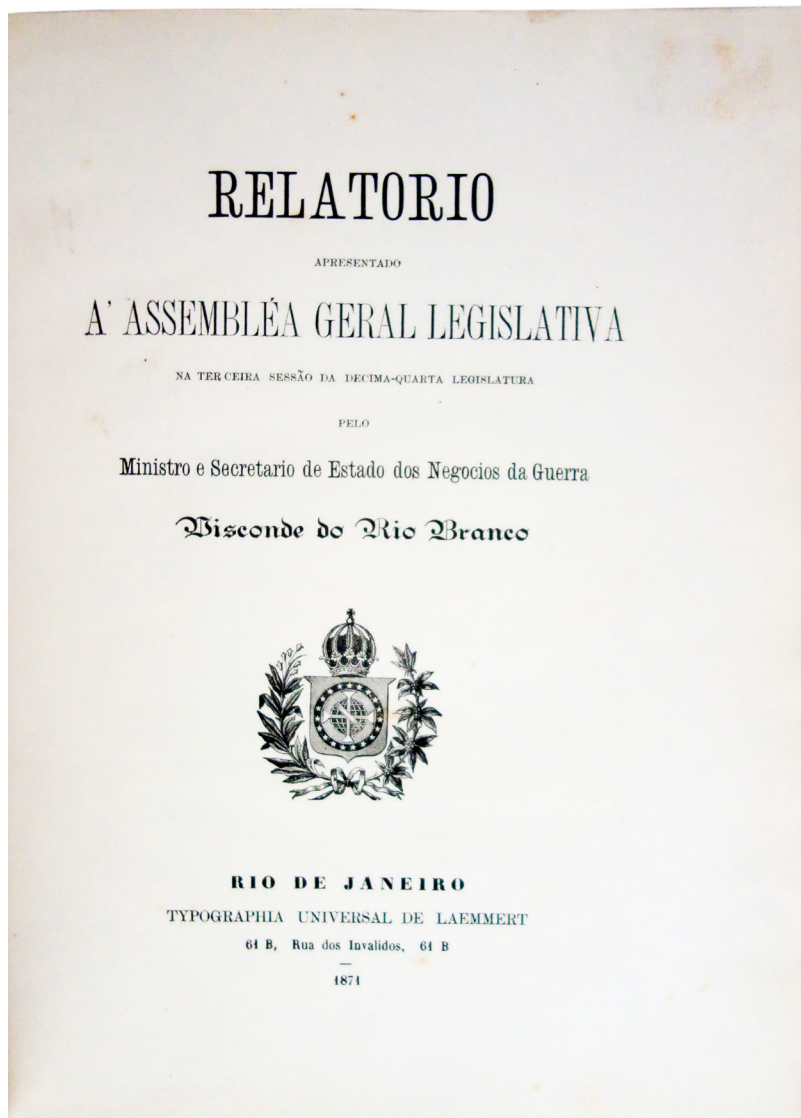 RELATORIO
APRESENTADO
A' ASSEMBLÉA GERAL LEGISLATIVA
NA TERCEIRA SESSÃO DA DECIMA-QUARTA LEGISLATURA
PELO
Ministro e Secretario de Estado dos Negocios da Guerra
Visconde do Rio Branco
RIO DE JANEIRO
TYPOGRAPHIA UNIVERSAL DE LAEMMERT
61 B, Rua dos Invalidos, 61 B
1871